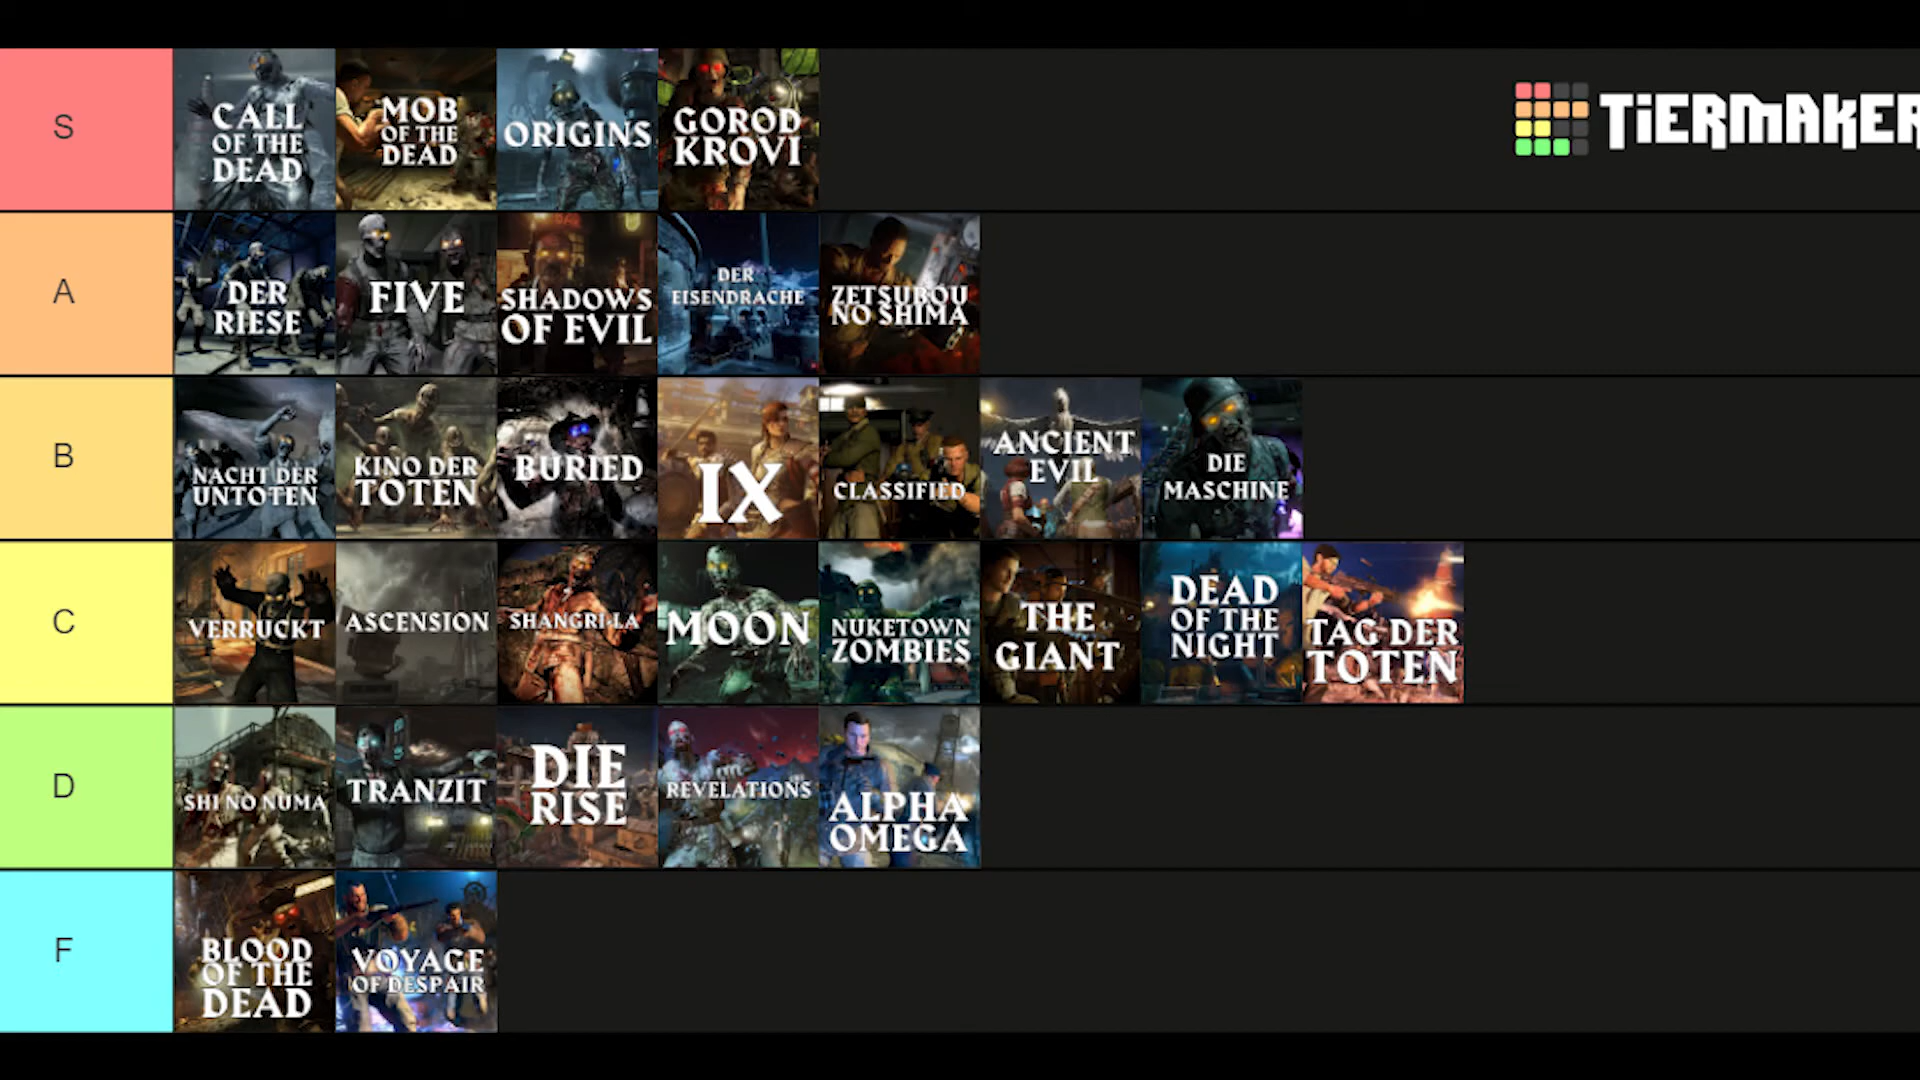 S
CALL
OF THE
DEAD
MOB
OF THE
DEAD
ORIGINS
GOROD
KROVI
TiERMAKER
A
DER
RIESE
FIVE
SHADOWS
OF EVIL
DER
EISENDRACHE
ZETSUBOU
NO SHIMA
B
NACHT DER
UNTOTEN
KINO DER
TOTEN
BURIED
IX
CLASSIFIED
ANCIENT
EVIL
DIE
MASCHINE
C
VERRUCKT
ASCENSION
SHANGRI-LA
MOON
NUKETOWN
ZOMBIES
THE
GIANT
DEAD
OF THE
NIGHT
TAG DER
TOTEN
D
SHI NO NUMA
TRANZIT
DIE
RISE
REVELATIONS
ALPHA
OMEGA
F
BLOOD
OF THE
DEAD
VOYAGE
OF DESPAIR